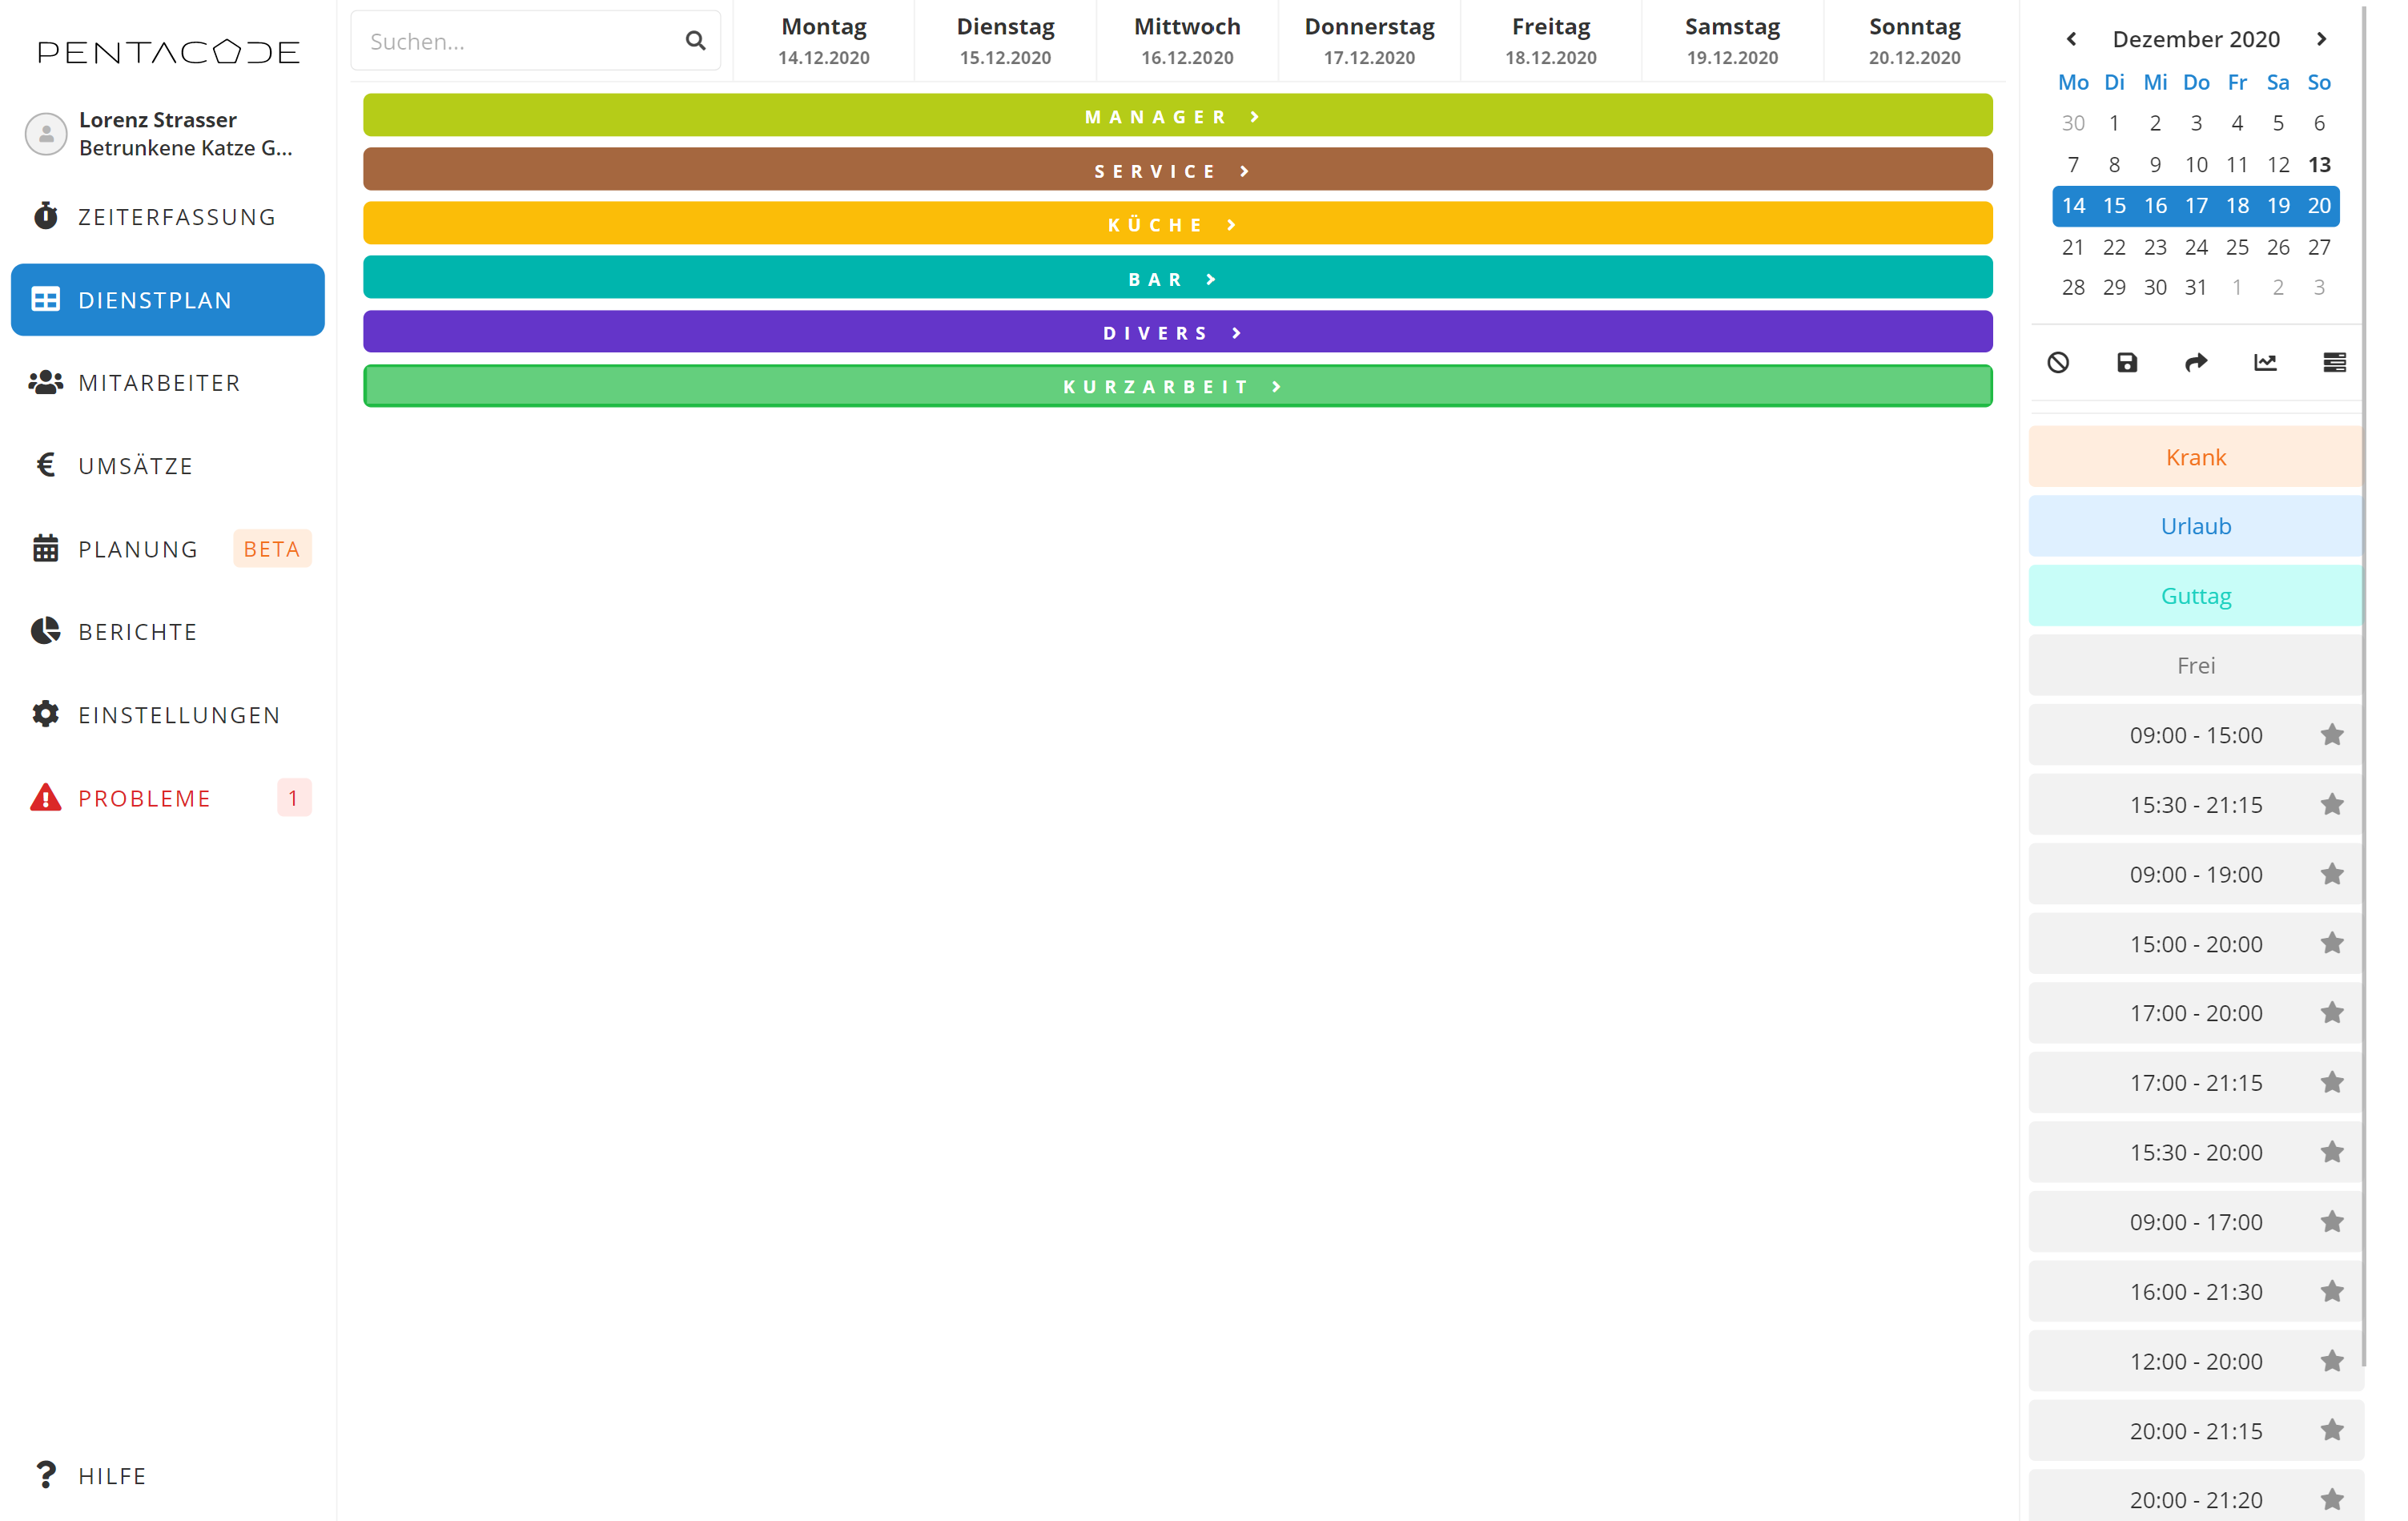 PENTACODE
Lorenz Strasser
Betrunkene Katze G...
ZEITERFASSUNG
DIENSTPLAN
MITARBEITER
UMSÄTZE
PLANUNG BETA
BERICHTE
EINSTELLUNGEN
PROBLEME 1
HILFE
Suchen...
Montag Dienstag Mittwoch Donnerstag Freitag Samstag Sonntag
14.12.2020 15.12.2020 16.12.2020 17.12.2020 18.12.2020 19.12.2020 20.12.2020
MANAGER
SERVICE
KÜCHE
BAR
DIVERS
KURZARBEIT
Dezember 2020
Mo Di Mi Do Fr Sa So
30 1 2 3 4 5 6
7 8 9 10 11 12 13
14 15 16 17 18 19 20
21 22 23 24 25 26 27
28 29 30 31 1 2 3
Krank
Urlaub
Guttag
Frei
09:00 - 15:00
15:30 - 21:15
09:00 - 19:00
15:00 - 20:00
17:00 - 20:00
17:00 - 21:15
15:30 - 20:00
09:00 - 17:00
16:00 - 21:30
12:00 - 20:00
20:00 - 21:15
20:00 - 21:20